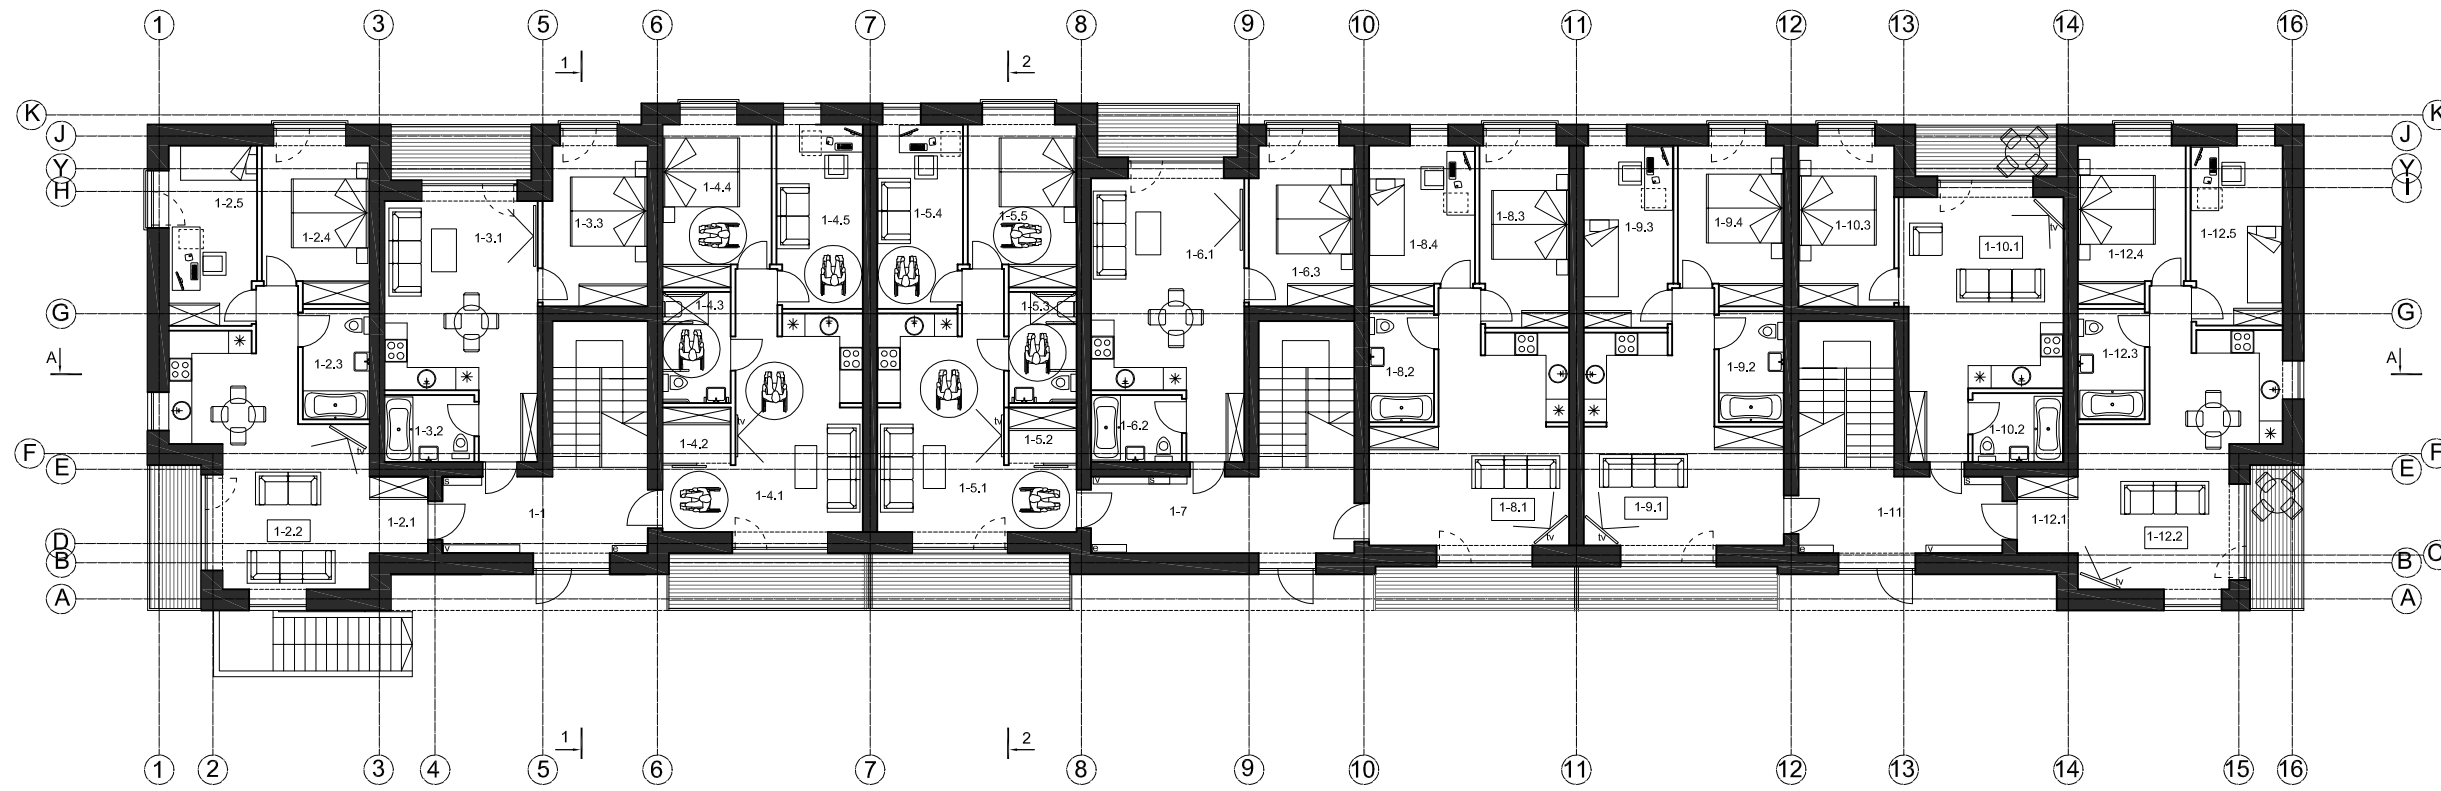 1 3 5 6 7 8 9 10 11 12 13 14 16
1 2
K K
J J
Y Y
H I
1-4.4 1-4.5 1-5.4 1-5.5
1-2.5 1-2.4 1-3.1 1-3.3 1-6.1 1-6.3 1-8.4 1-8.3 1-9.3 1-9.4 1-10.3 1-10.1 1-12.4 1-12.5
tv
1-4.3 1-5.3
G G
A A
1-2.3 1-8.2 1-9.2 1-12.3
1-3.2 1-4.2 1-5.2 1-6.2 1-10.2
tv tv tv
F F
E E
s v s s
1-2.2 1-2.1 1-1 1-4.1 1-5.1 1-7 1-8.1 1-9.1 1-11 1-12.1 1-12.2
tv tv
D
v e e e v
B C
B
tv
A A
1 2
1 2 3 4 5 6 7 8 9 10 11 12 13 14 15 16